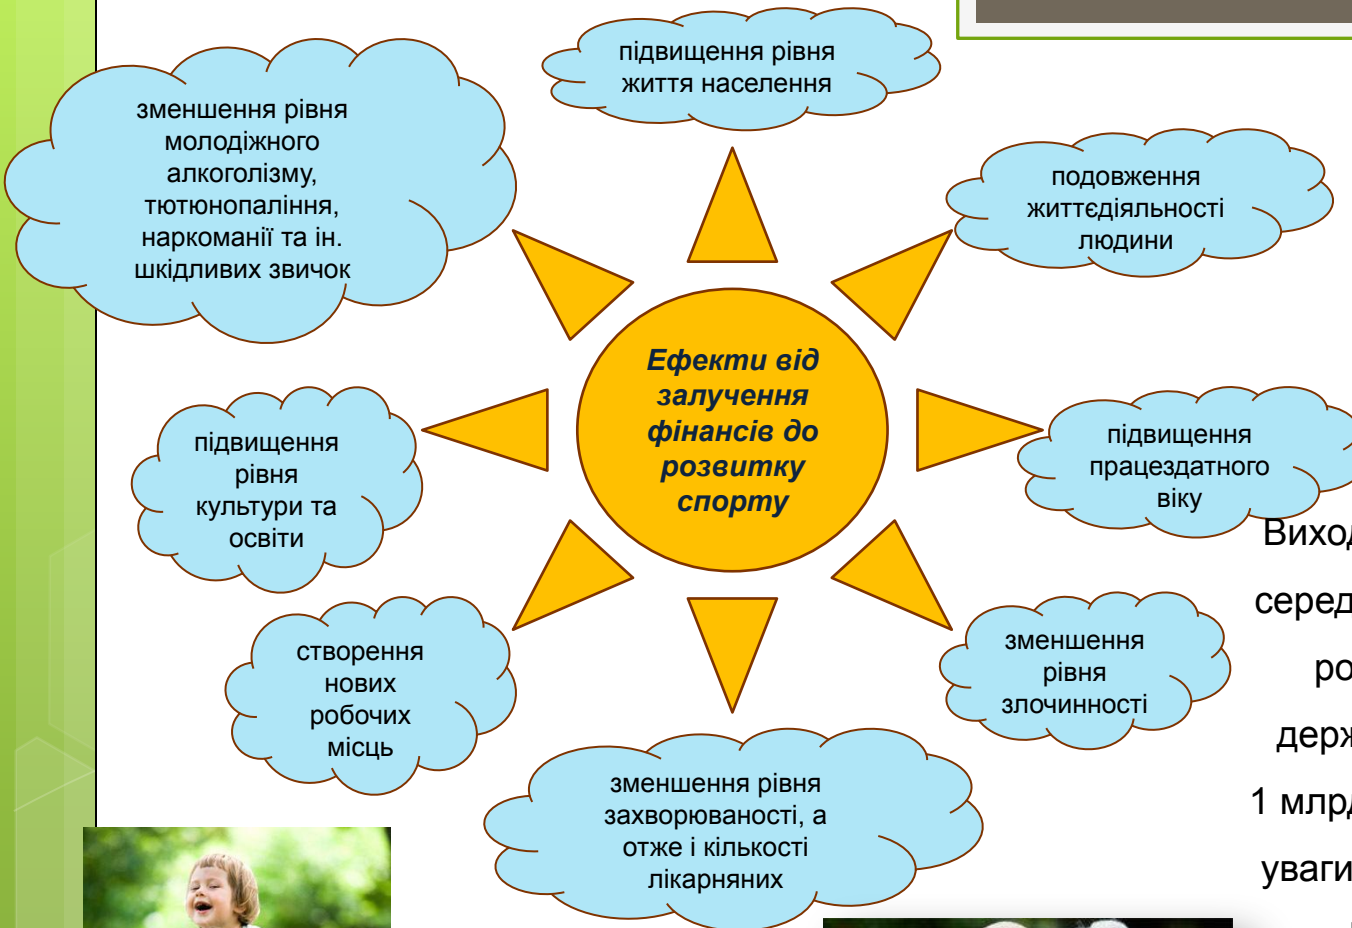 підвищення рівня
життя населення
зменшення рівня
молодіжного
алкоголізму,
тютюнопаління,
наркоманії та ін.
шкідливих звичок
подовження
життєдіяльності
людини
Ефекти від
залучення
фінансів до
розвитку
спорту
підвищення
рівня
культури та
освіти
підвищення
працездатного
віку
створення
нових
робочих
місць
зменшення
рівня
злочинності
зменшення рівня
захворюваності, а
отже і кількості
лікарняних
1
уваги